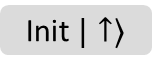 Init | ↑⟩